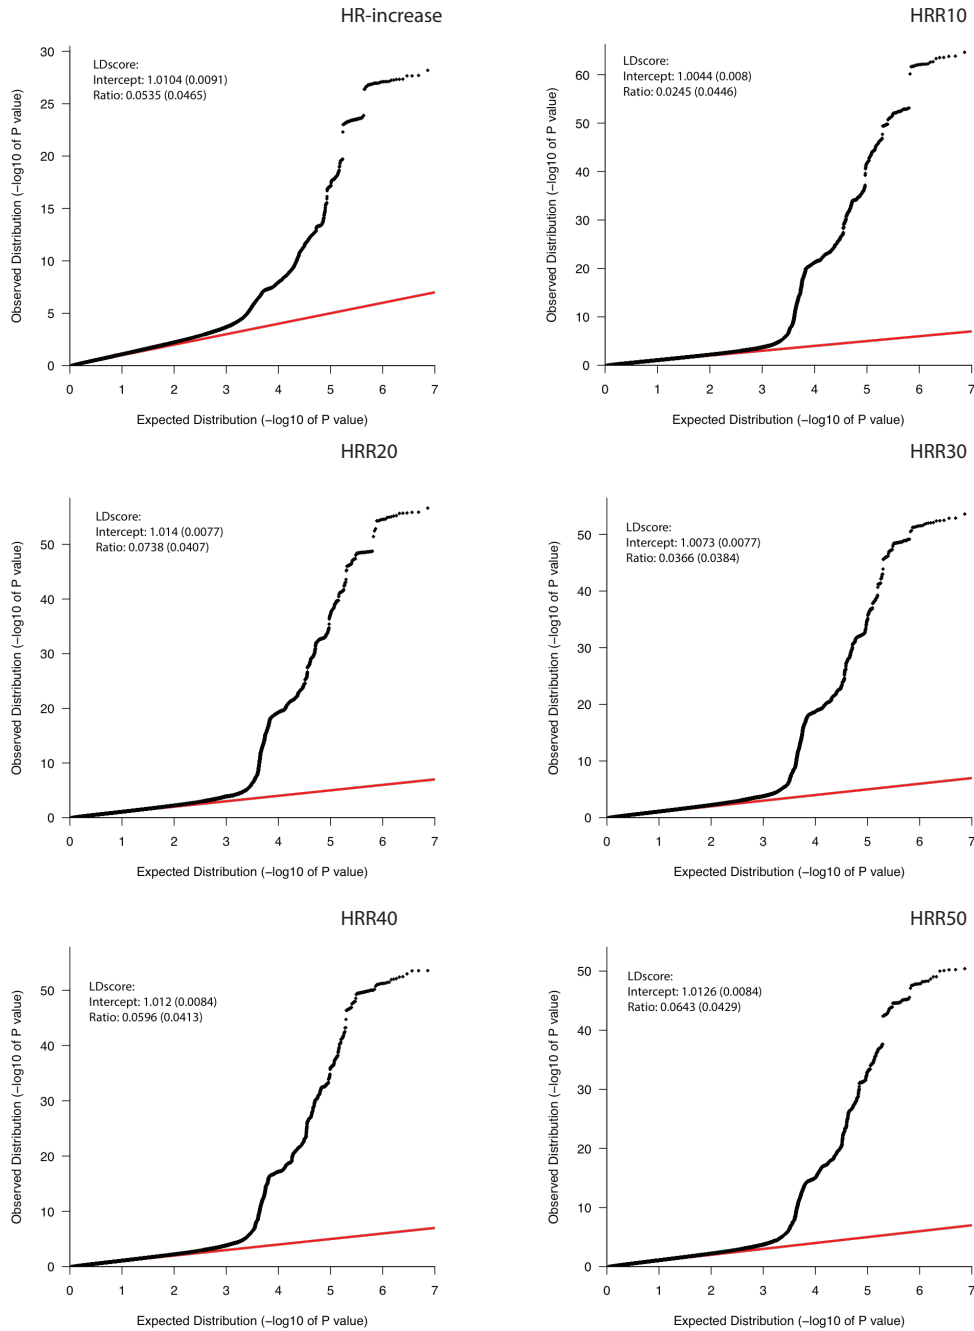 HR-increase
LDscore:
Intercept: 1.0104 (0.0091)
Ratio: 0.0535 (0.0465)
Observed Distribution (−log10 of P value)
30
25
20
15
10
5
0
0 1 2 3 4 5 6 7
Expected Distribution (−log10 of P value)
HRR10
LDscore:
Intercept: 1.0044 (0.008)
Ratio: 0.0245 (0.0446)
Observed Distribution (−log10 of P value)
60
50
40
30
20
10
0
0 1 2 3 4 5 6 7
Expected Distribution (−log10 of P value)
HRR20
LDscore:
Intercept: 1.014 (0.0077)
Ratio: 0.0738 (0.0407)
Observed Distribution (−log10 of P value)
50
40
30
20
10
0
0 1 2 3 4 5 6 7
Expected Distribution (−log10 of P value)
HRR30
LDscore:
Intercept: 1.0073 (0.0077)
Ratio: 0.0366 (0.0384)
Observed Distribution (−log10 of P value)
50
40
30
20
10
0
0 1 2 3 4 5 6 7
Expected Distribution (−log10 of P value)
HRR40
LDscore:
Intercept: 1.012 (0.0084)
Ratio: 0.0596 (0.0413)
Observed Distribution (−log10 of P value)
50
40
30
20
10
0
0 1 2 3 4 5 6 7
Expected Distribution (−log10 of P value)
HRR50
LDscore:
Intercept: 1.0126 (0.0084)
Ratio: 0.0643 (0.0429)
Observed Distribution (−log10 of P value)
50
40
30
20
10
0
0 1 2 3 4 5 6 7
Expected Distribution (−log10 of P value)